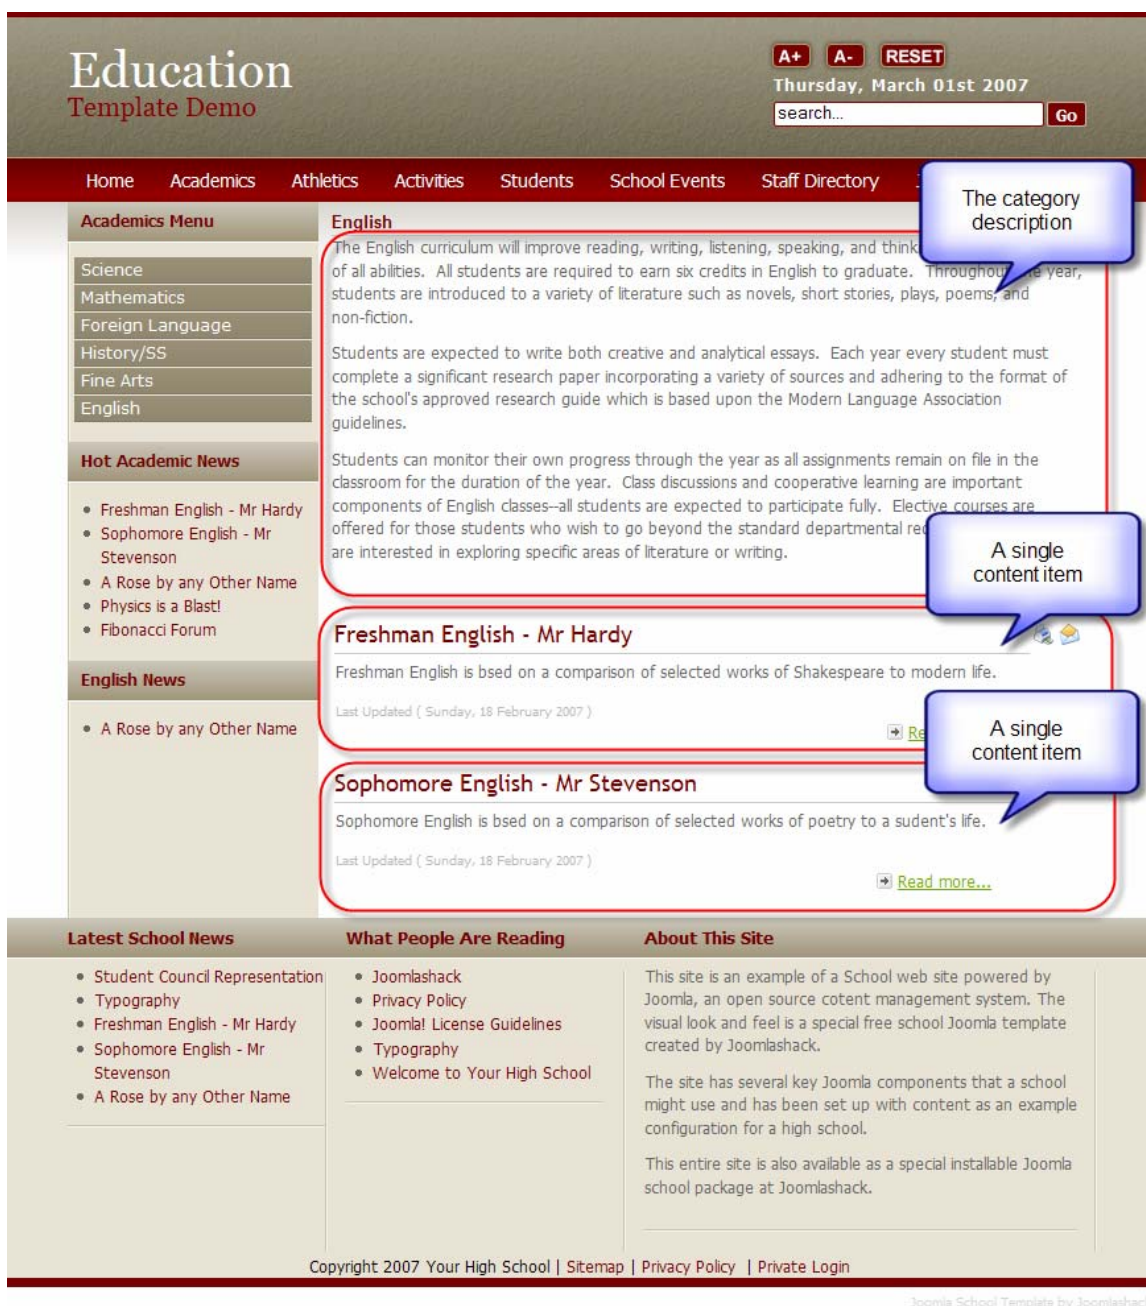 Education
Template Demo
A+ A- RESET
Thursday, March 01st 2007
search...
Go
Home Academics Athletics Activities Students School Events Staff Directory
The category
description
Academics Menu
Science
Mathematics
Foreign Language
History/SS
Fine Arts
English
Hot Academic News
Freshman English - Mr Hardy
Sophomore English - Mr
Stevenson
A Rose by any Other Name
Physics is a Blast!
Fibonacci Forum
English News
A Rose by any Other Name
English
The English curriculum will improve reading, writing, listening, speaking, and
of all abilities. All students are required to earn six credits in English to graduate. Throughout year,
students are introduced to a variety of literature such as novels, short stories, plays, poems, and
non-fiction.
Students are expected to write both creative and analytical essays. Each year every student must
complete a significant research paper incorporating a variety of sources and adhering to the format of
the school's approved research guide which is based upon the Modern Language Association
guidelines.
Students can monitor their own progress through the year as all assignments remain on file in the
classroom for the duration of the year. Class discussions and cooperative learning are important
components of English classes--all students are expected to participate fully. Elective courses are
offered for those students who wish to go beyond the standard departmental
are interested in exploring specific areas of literature or writing.
A single
content item
Freshman English - Mr Hardy
Freshman English is bsed on a comparison of selected works of Shakespeare to modern life.
Last Updated ( Sunday, 18 February 2007 )
A single
content item
Sophomore English - Mr Stevenson
Sophomore English is bsed on a comparison of selected works of poetry to a sudent's life.
Last Updated ( Sunday, 18 February 2007 )
Read more...
Latest School News
Student Council Representation
Typography
Freshman English - Mr Hardy
Sophomore English - Mr
Stevenson
A Rose by any Other Name
What People Are Reading
Joomlashack
Privacy Policy
Joomla! License Guidelines
Typography
Welcome to Your High School
About This Site
This site is an example of a School web site powered by
Joomla, an open source cotent management system. The
visual look and feel is a special free school Joomla template
created by Joomlashack.
The site has several key Joomla components that a school
might use and has been set up with content as an example
configuration for a high school.
This entire site is also available as a special installable Joomla
school package at Joomlashack.
Copyright 2007 Your High School | Sitemap | Privacy Policy | Private Login
Joomla School Template by